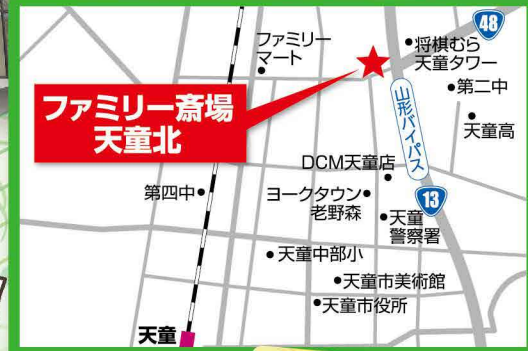 48
ファミリー
マート
将棋むら
天童タワー
第二中
天童高
ファミリー斎場
天童北
山形バイパス
DCM天童店
第四中
ヨークタウン
老野森
13
天童
警察署
天童中部小
天童市美術館
天童市役所
天童